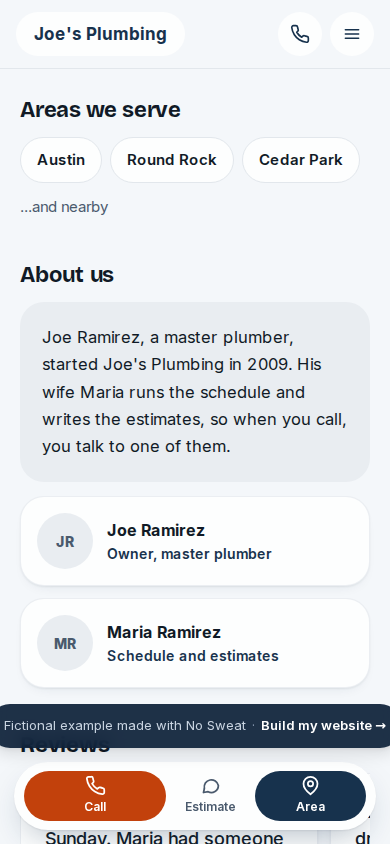 Joe's Plumbing
Areas we serve
Austin
Round Rock
Cedar Park
...and nearby
About us
Joe Ramirez, a master plumber,
started Joe's Plumbing in 2009. His
wife Maria runs the schedule and
writes the estimates, so when you call,
you talk to one of them.
JR
Joe Ramirez
Owner, master plumber
MR
Maria Ramirez
Schedule and estimates
Fictional example made with No Sweat · Build my website →
Reviews
Call
Estimate
Area
Sunday. Maria had someone